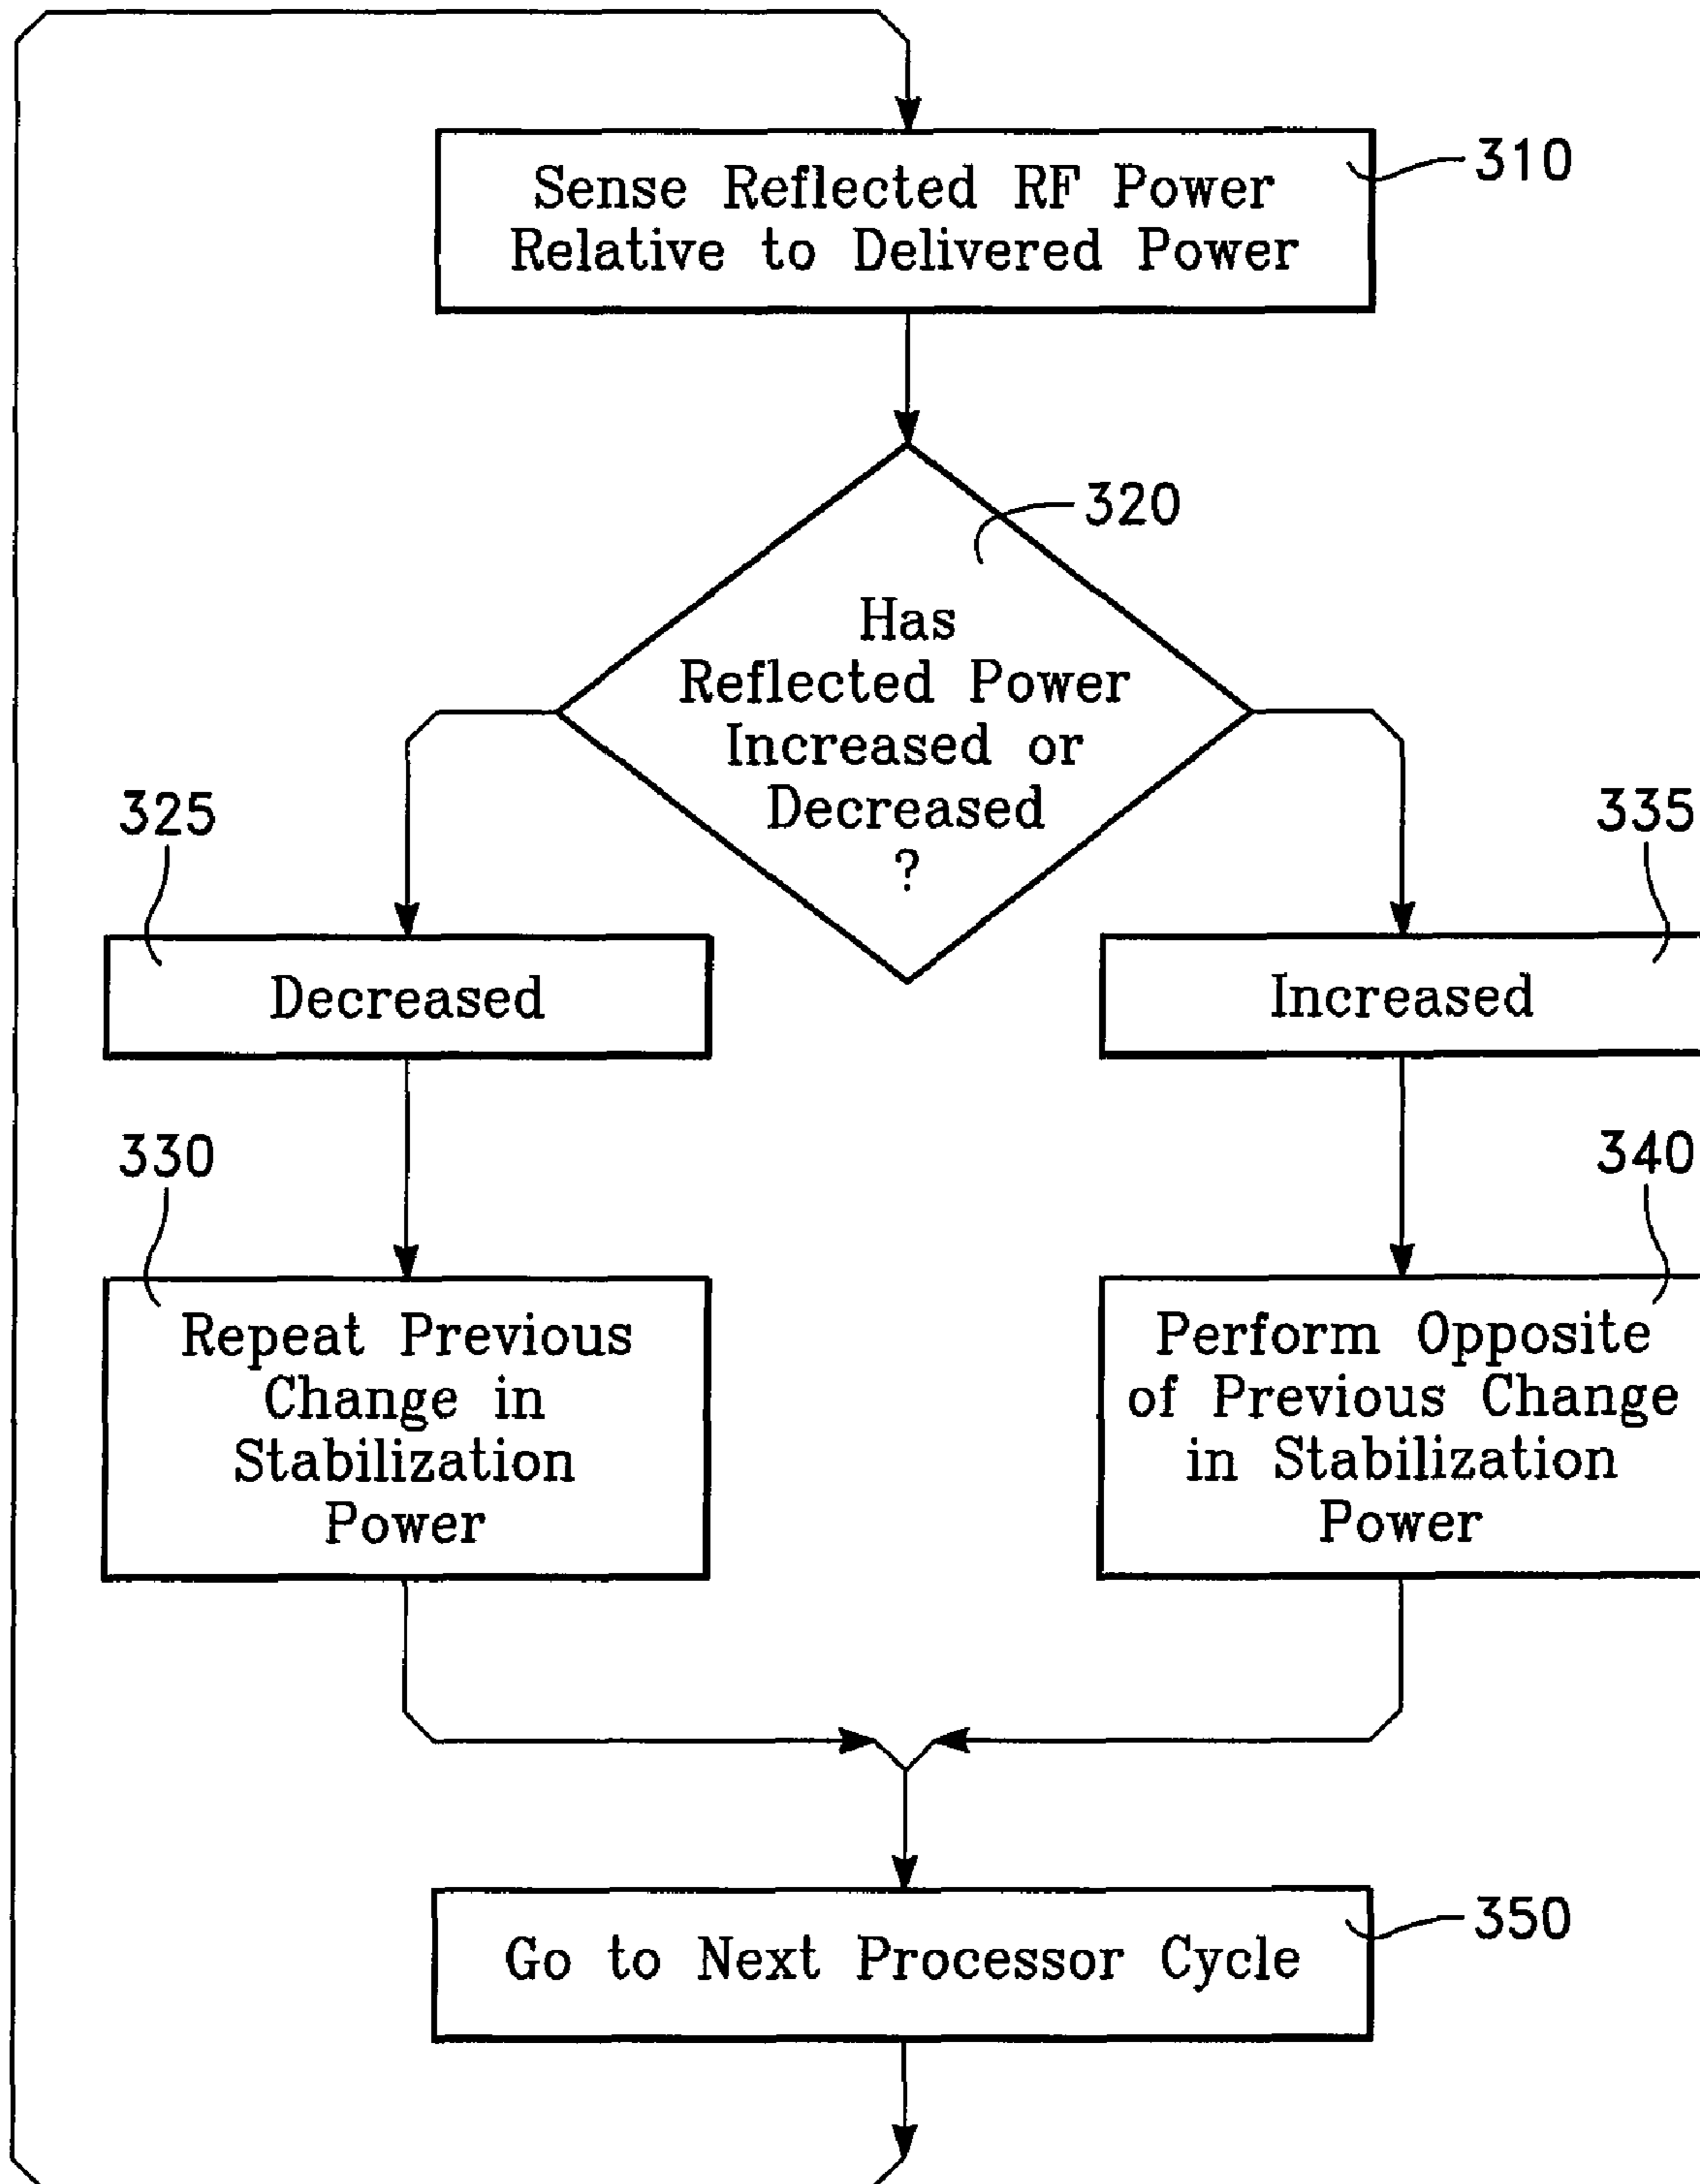 Sense Reflected RF Power
Relative to Delivered Power
310
320
Has
Reflected Power
Increased or
Decreased
?
325
335
Decreased
Increased
330
340
Repeat Previous
Change in
Stabilization
Power
Perform Opposite
of Previous Change
in Stabilization
Power
350
Go to Next Processor Cycle